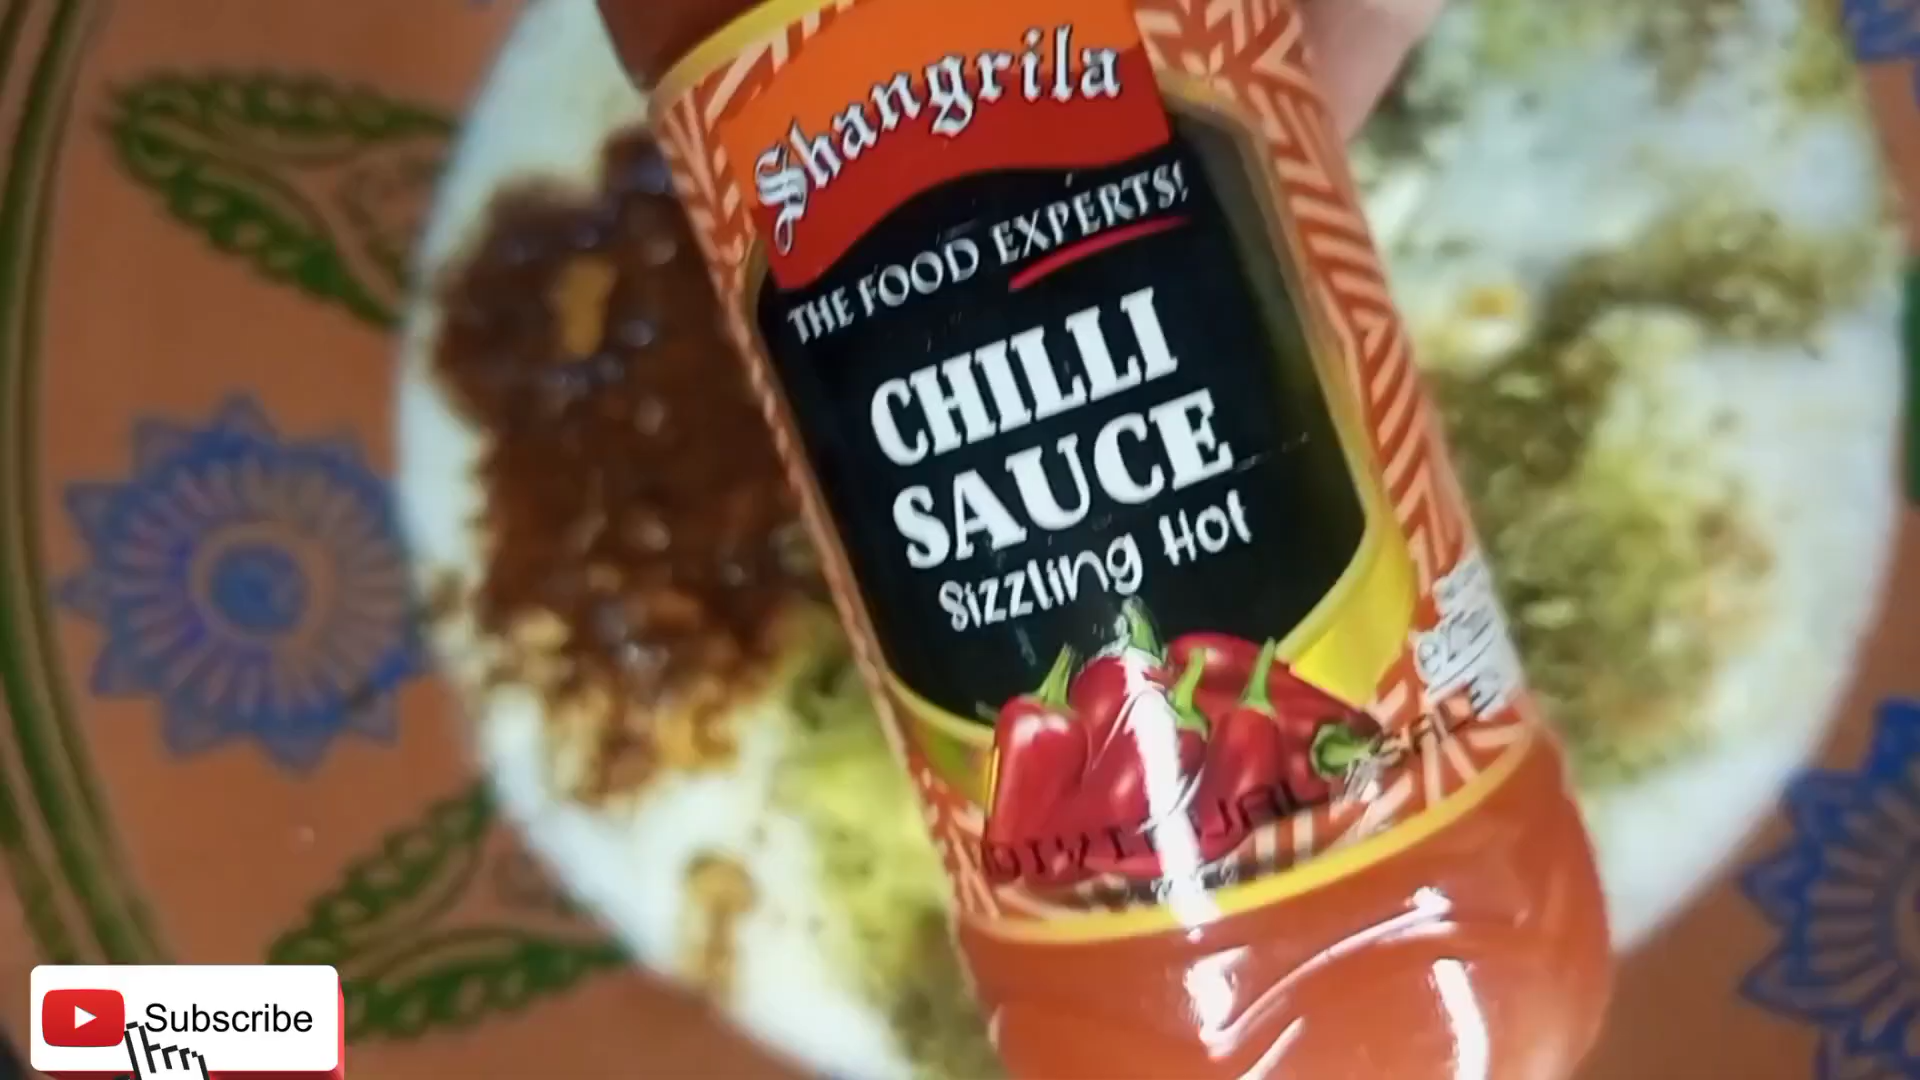 Shangrila
THE FOOD EXPERTS!
CHILLI
SAUCE
Sizzling Hot
Subscribe